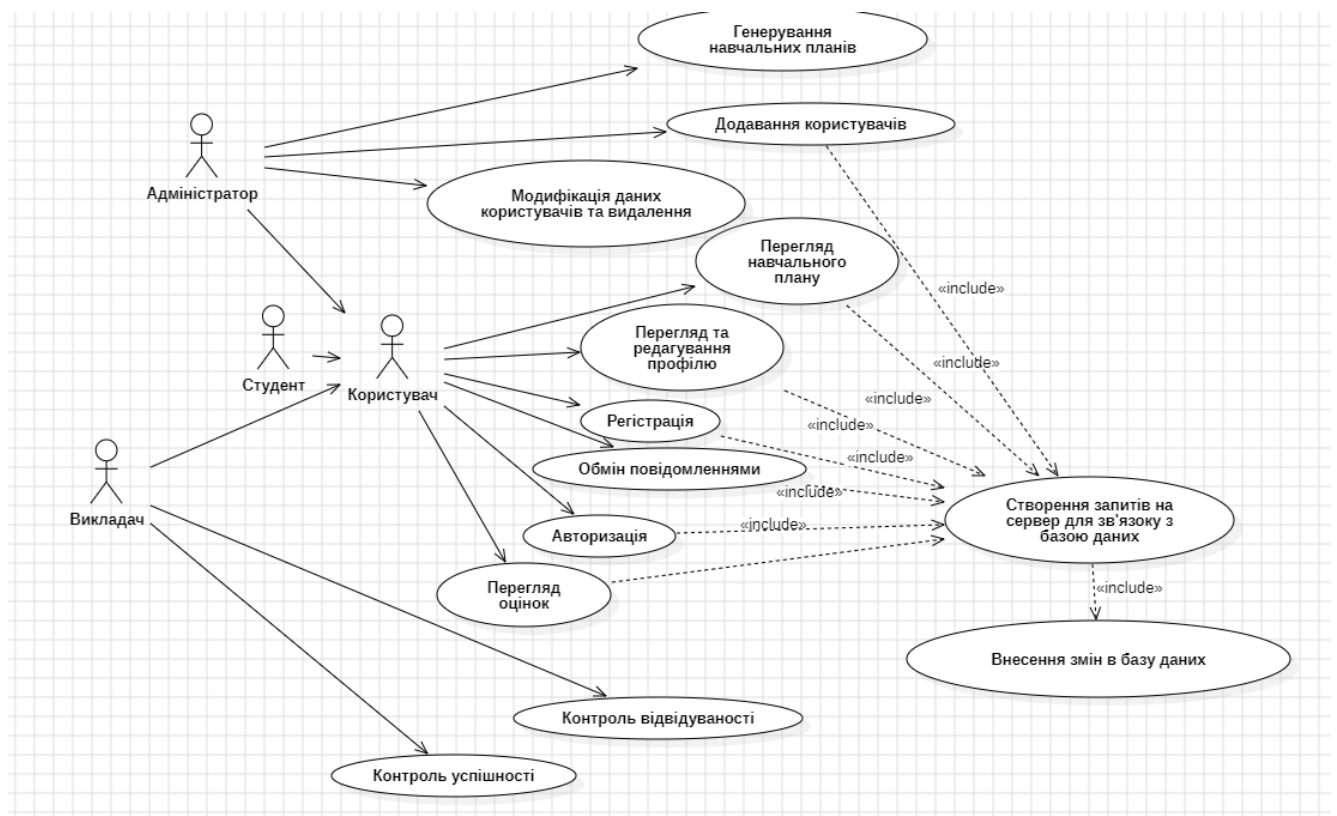 Генерування
навчальних планів
Додавання користувачів
Адміністратор
Модифікація даних
користувачів та видалення
Перегляд
навчального
плану
«include»
Перегляд та
редагування
профілю
«include»
Студент
Користувач
«include»
Регістрація
«include»
«include»
Обмін повідомленнями
«include»
Викладач
Створення запитів на
сервер для зв'язоку з
базою даних
«include»
Авторизація
Перегляд
оцінок
«include»
Внесення змін в базу даних
Контроль відвідуваності
Контроль успішності